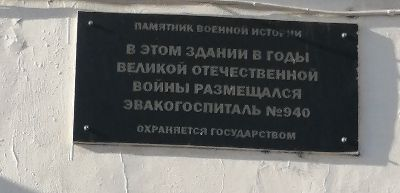 ПАМЯТНИК ВОЕННОЙ ИСТОРИИ
В ЭТОМ ЗДАНИИ В ГОДЫ
ВЕЛИКОЙ ОТЕЧЕСТВЕННОЙ
ВОЙНЫ РАЗМЕЩАЛСЯ
ЭВАКОГОСПИТАЛЬ №940
ОХРАНЯЕТСЯ ГОСУДАРСТВОМ